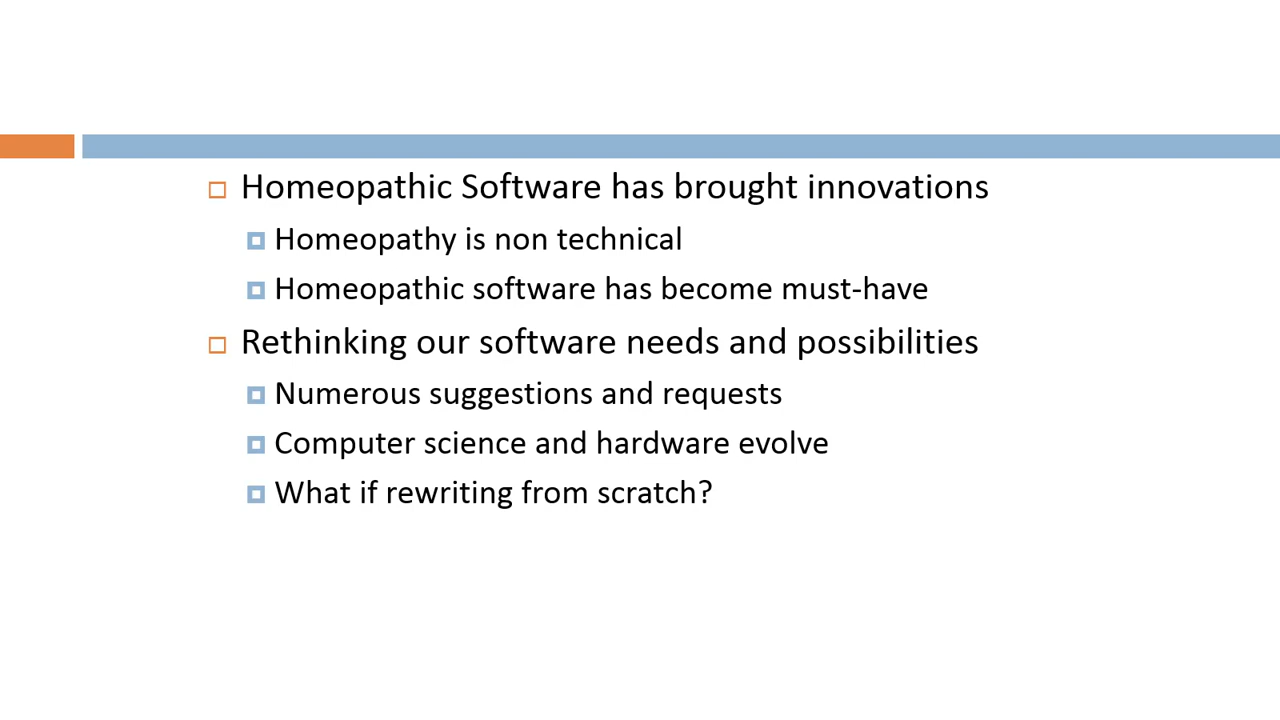 Homeopathic Software has brought innovations
Homeopathy is non technical
Homeopathic software has become must-have
Rethinking our software needs and possibilities
Numerous suggestions and requests
Computer science and hardware evolve
What if rewriting from scratch?